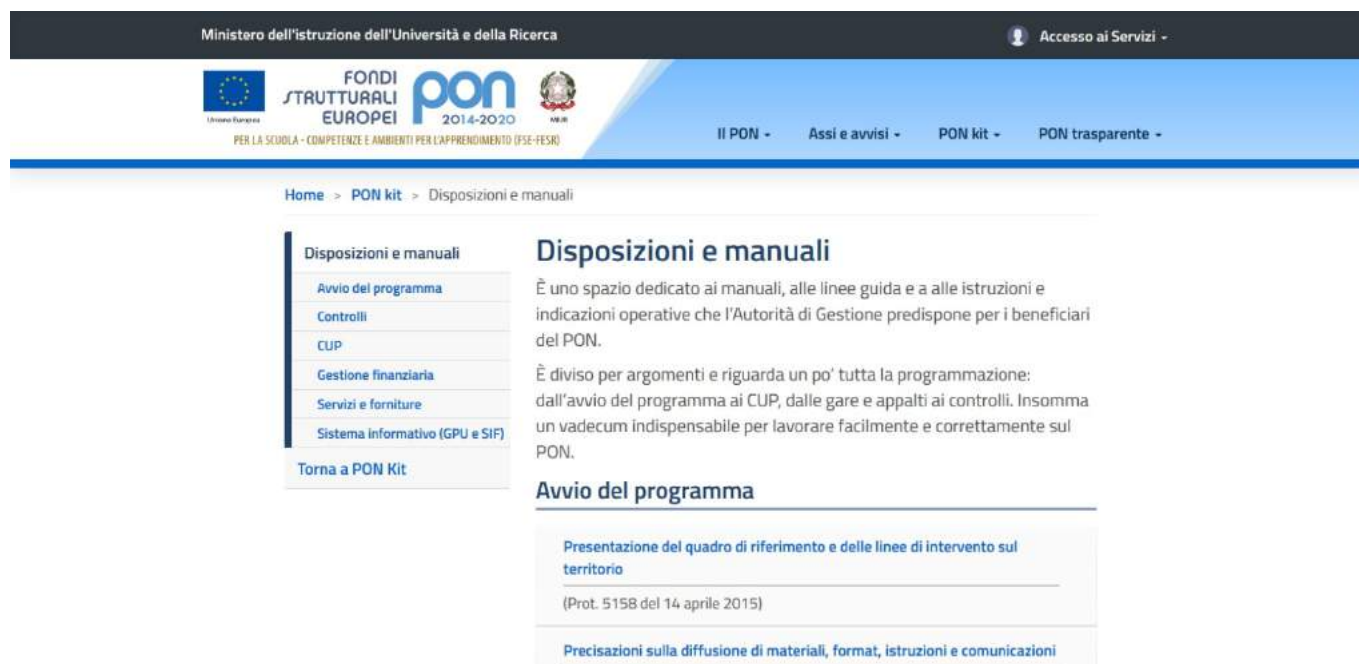 Ministero dell'istruzione dell'Università e della Ricerca
Accesso ai Servizi
Unione Europea
FONDI
STRUTTURALI
EUROPEI
pon
2014-2020
MIUR
PER LA SCUOLA - COMPETENZE E AMBIENTI PER L'APPRENDIMENTO (FSE-FESR)
Il PON
Assi e avvisi
PON kit
PON trasparente
Home > PON kit > Disposizioni e manuali
Disposizioni e manuali
Avvio del programma
Controlli
CUP
Gestione finanziaria
Servizi e forniture
Sistema informativo (GPU e SIF)
Torna a PON Kit
Disposizioni e manuali
È uno spazio dedicato ai manuali, alle linee guida e a alle istruzioni e
indicazioni operative che l'Autorità di Gestione predispone per i beneficiari
del PON.
È diviso per argomenti e riguarda un po' tutta la programmazione:
dall'avvio del programma ai CUP, dalle gare e appalti ai controlli. Insomma
un vadecum indispensabile per lavorare facilmente e correttamente sul
PON.
Avvio del programma
Presentazione del quadro di riferimento e delle linee di intervento sul
territorio
(Prot. 5158 del 14 aprile 2015)
Precisazioni sulla diffusione di materiali, format, istruzioni e comunicazioni